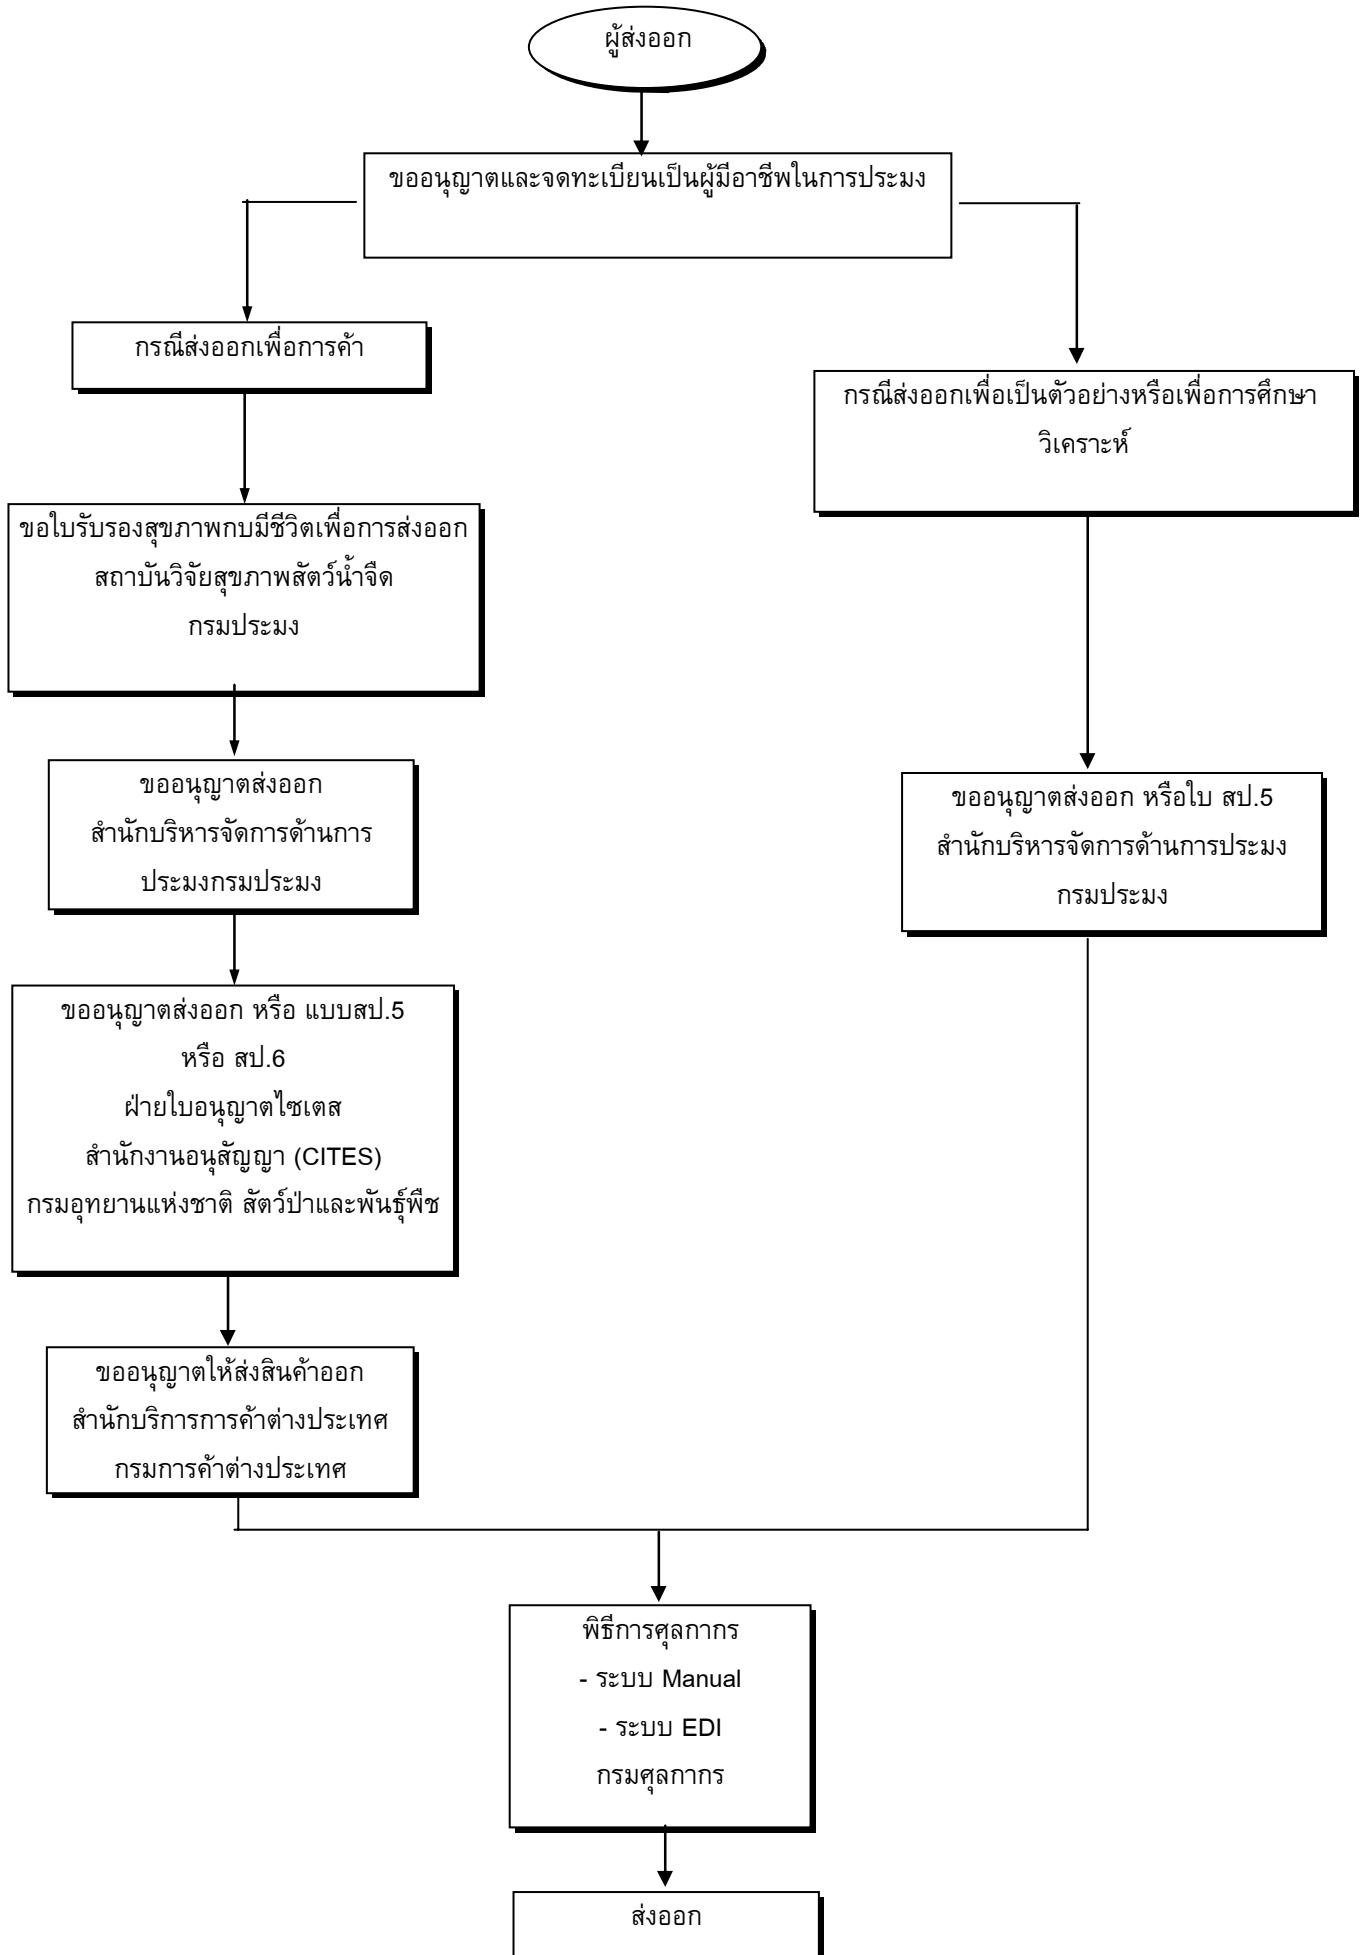 ผู้ส่งออก
ขออนุญาตและจดทะเบียนเป็นผู้มีอาชีพในการประมง
กรณีส่งออกเพื่อการค้า
กรณีส่งออกเพื่อเป็นตัวอย่างหรือเพื่อการศึกษา
วิเคราะห์
ขอใบรับรองสุขภาพกบมีชีวิตเพื่อการส่งออก
สถาบันวิจัยสุขภาพสัตว์น้ำจืด
กรมประมง
ขออนุญาตส่งออก
สำนักบริหารจัดการด้านการ
ประมงกรมประมง
ขออนุญาตส่งออก หรือใบ สป.5
สำนักบริหารจัดการด้านการประมง
กรมประมง
ขออนุญาตส่งออก หรือ แบบสป.5
หรือ สป.6
ฝ่ายใบอนุญาตไซเตส
สำนักงานอนุสัญญา (CITES)
กรมอุทยานแห่งชาติ สัตว์ป่าและพันธุ์พืช
ขออนุญาตให้ส่งสินค้าออก
สำนักบริการการค้าต่างประเทศ
กรมการค้าต่างประเทศ
พิธีการศุลกากร
- ระบบ Manual
- ระบบ EDI
กรมศุลกากร
ส่งออก